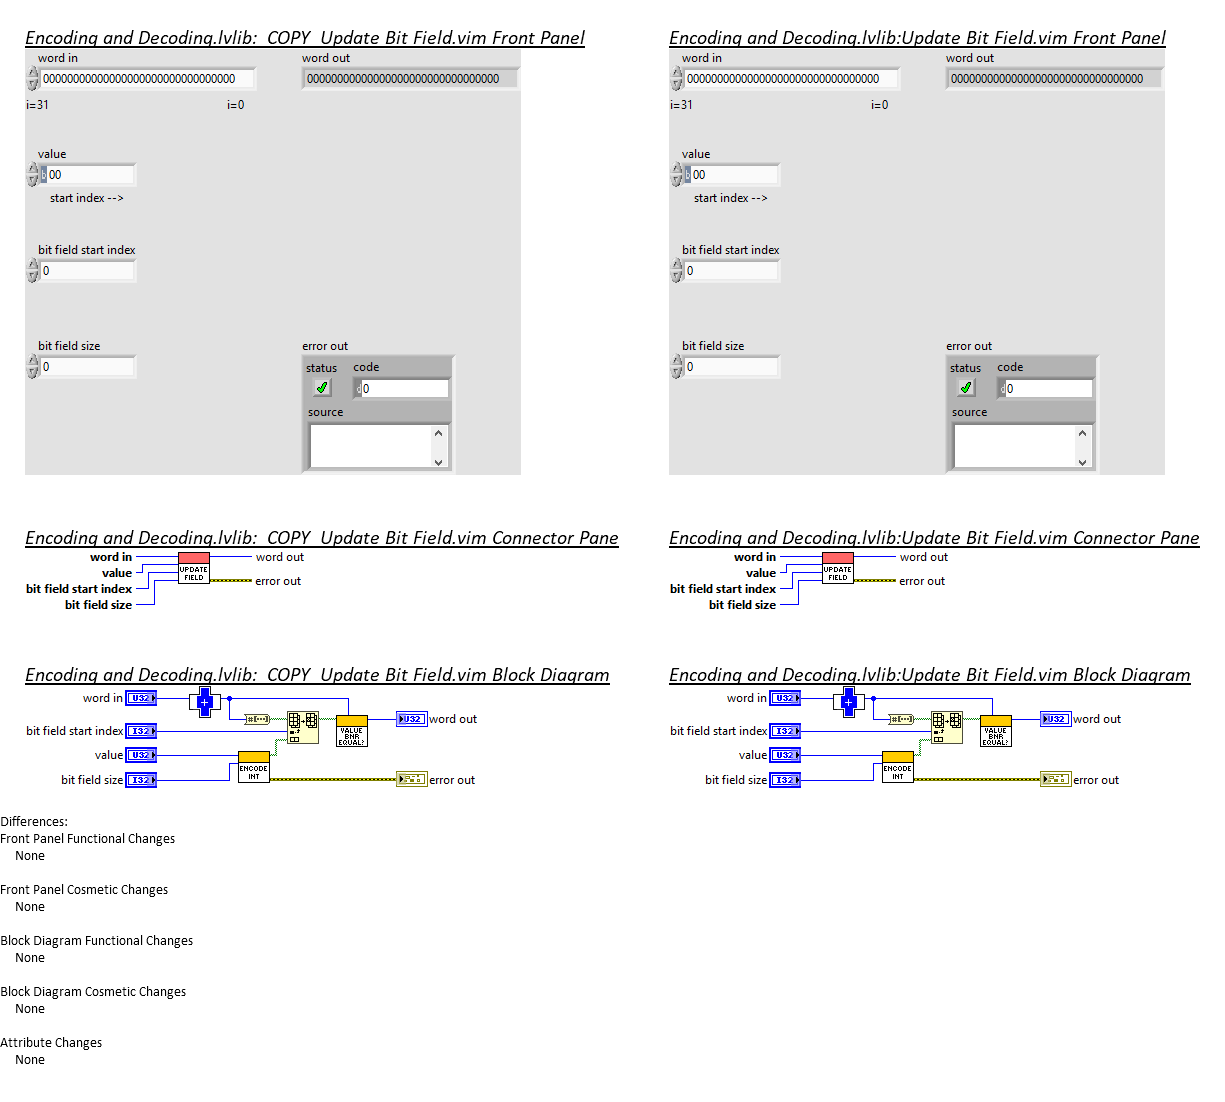 Encoding and Decoding.lvlib:_COPY_Update Bit Field.vim Front Panel
word in
word out
00000000000000000000000000000000
00000000000000000000000000000000
i=31
i=0
value
b 00
start index -->
bit field start index
0
bit field size
0
error out
status
code
d 0
source
Encoding and Decoding.lvlib:Update Bit Field.vim Front Panel
word in
word out
00000000000000000000000000000000
00000000000000000000000000000000
i=31
i=0
value
b 00
start index -->
bit field start index
0
bit field size
0
error out
status
code
d 0
source
Encoding and Decoding.lvlib:_COPY_Update Bit Field.vim Connector Pane
word in
value
bit field start index
bit field size
UPDATE
FIELD
word out
error out
Encoding and Decoding.lvlib:Update Bit Field.vim Connector Pane
word in
value
bit field start index
bit field size
UPDATE
FIELD
word out
error out
Encoding and Decoding.lvlib:_COPY_Update Bit Field.vim Block Diagram
word in U32
bit field start index I32
value U32
bit field size I32
#[...]
ENCODE
INT
VALUE
BNR
EQUAL?
U32 word out
error out
Encoding and Decoding.lvlib:Update Bit Field.vim Block Diagram
word in U32
bit field start index I32
value U32
bit field size I32
#[...]
ENCODE
INT
VALUE
BNR
EQUAL?
U32 word out
error out
Differences:
Front Panel Functional Changes
None
Front Panel Cosmetic Changes
None
Block Diagram Functional Changes
None
Block Diagram Cosmetic Changes
None
Attribute Changes
None